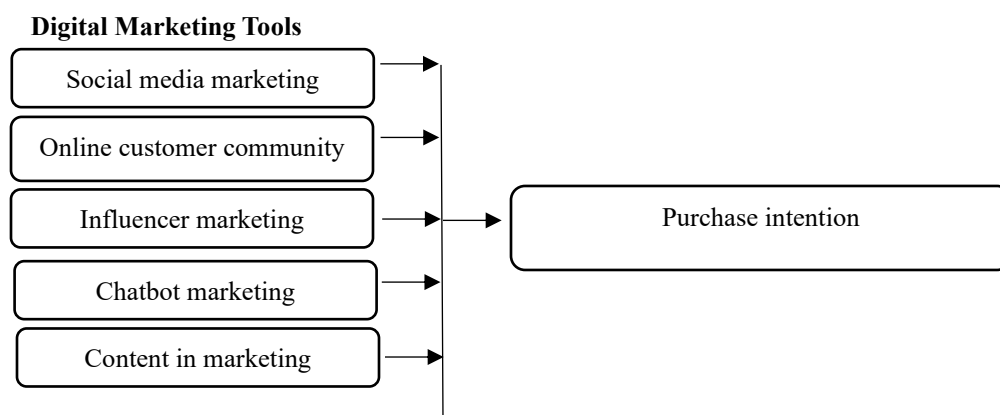 Digital Marketing Tools
Social media marketing
Online customer community
Influencer marketing
Purchase intention
Chatbot marketing
Content in marketing